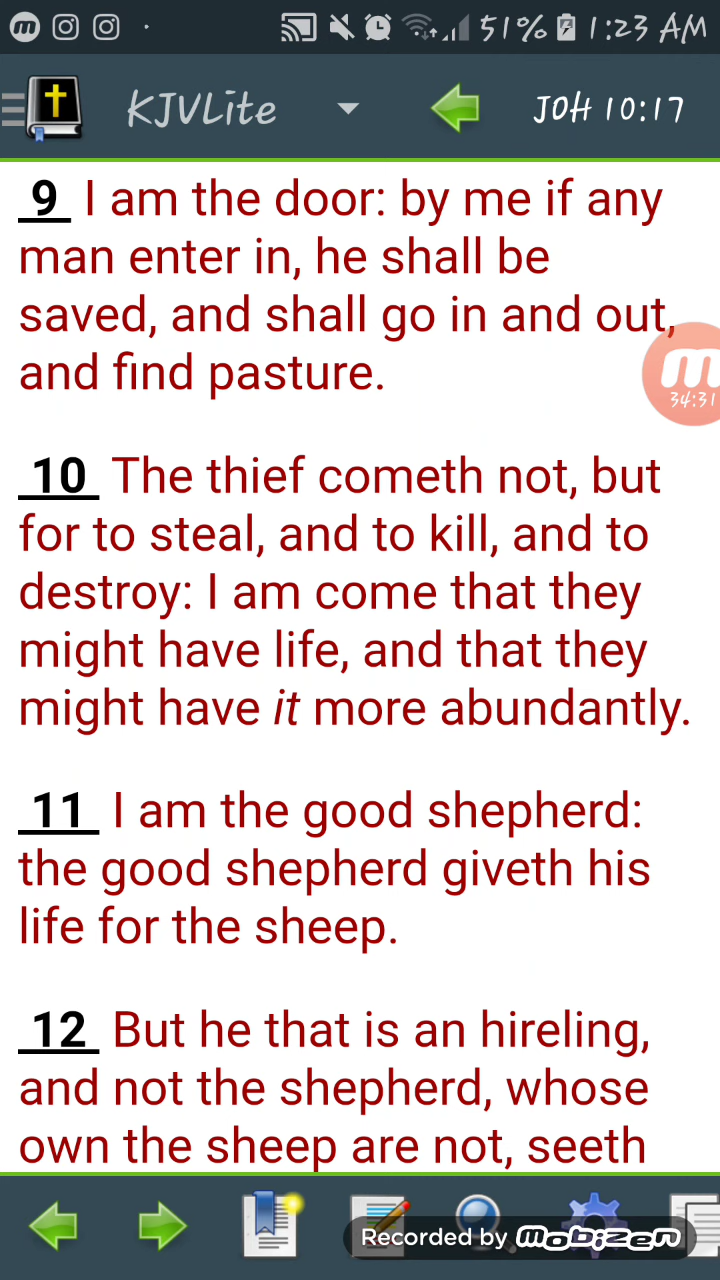 m 51% 1:23 AM
KJVLite JOH 10:17
9 I am the door: by me if any
man enter in, he shall be
saved, and shall go in and out,
and find pasture.
m
34:31
10 The thief cometh not, but
for to steal, and to kill, and to
destroy: I am come that they
might have life, and that they
might have it more abundantly.
11 I am the good shepherd:
the good shepherd giveth his
life for the sheep.
12 But he that is an hireling,
and not the shepherd, whose
own the sheep are not, seeth
Recorded by mobizen